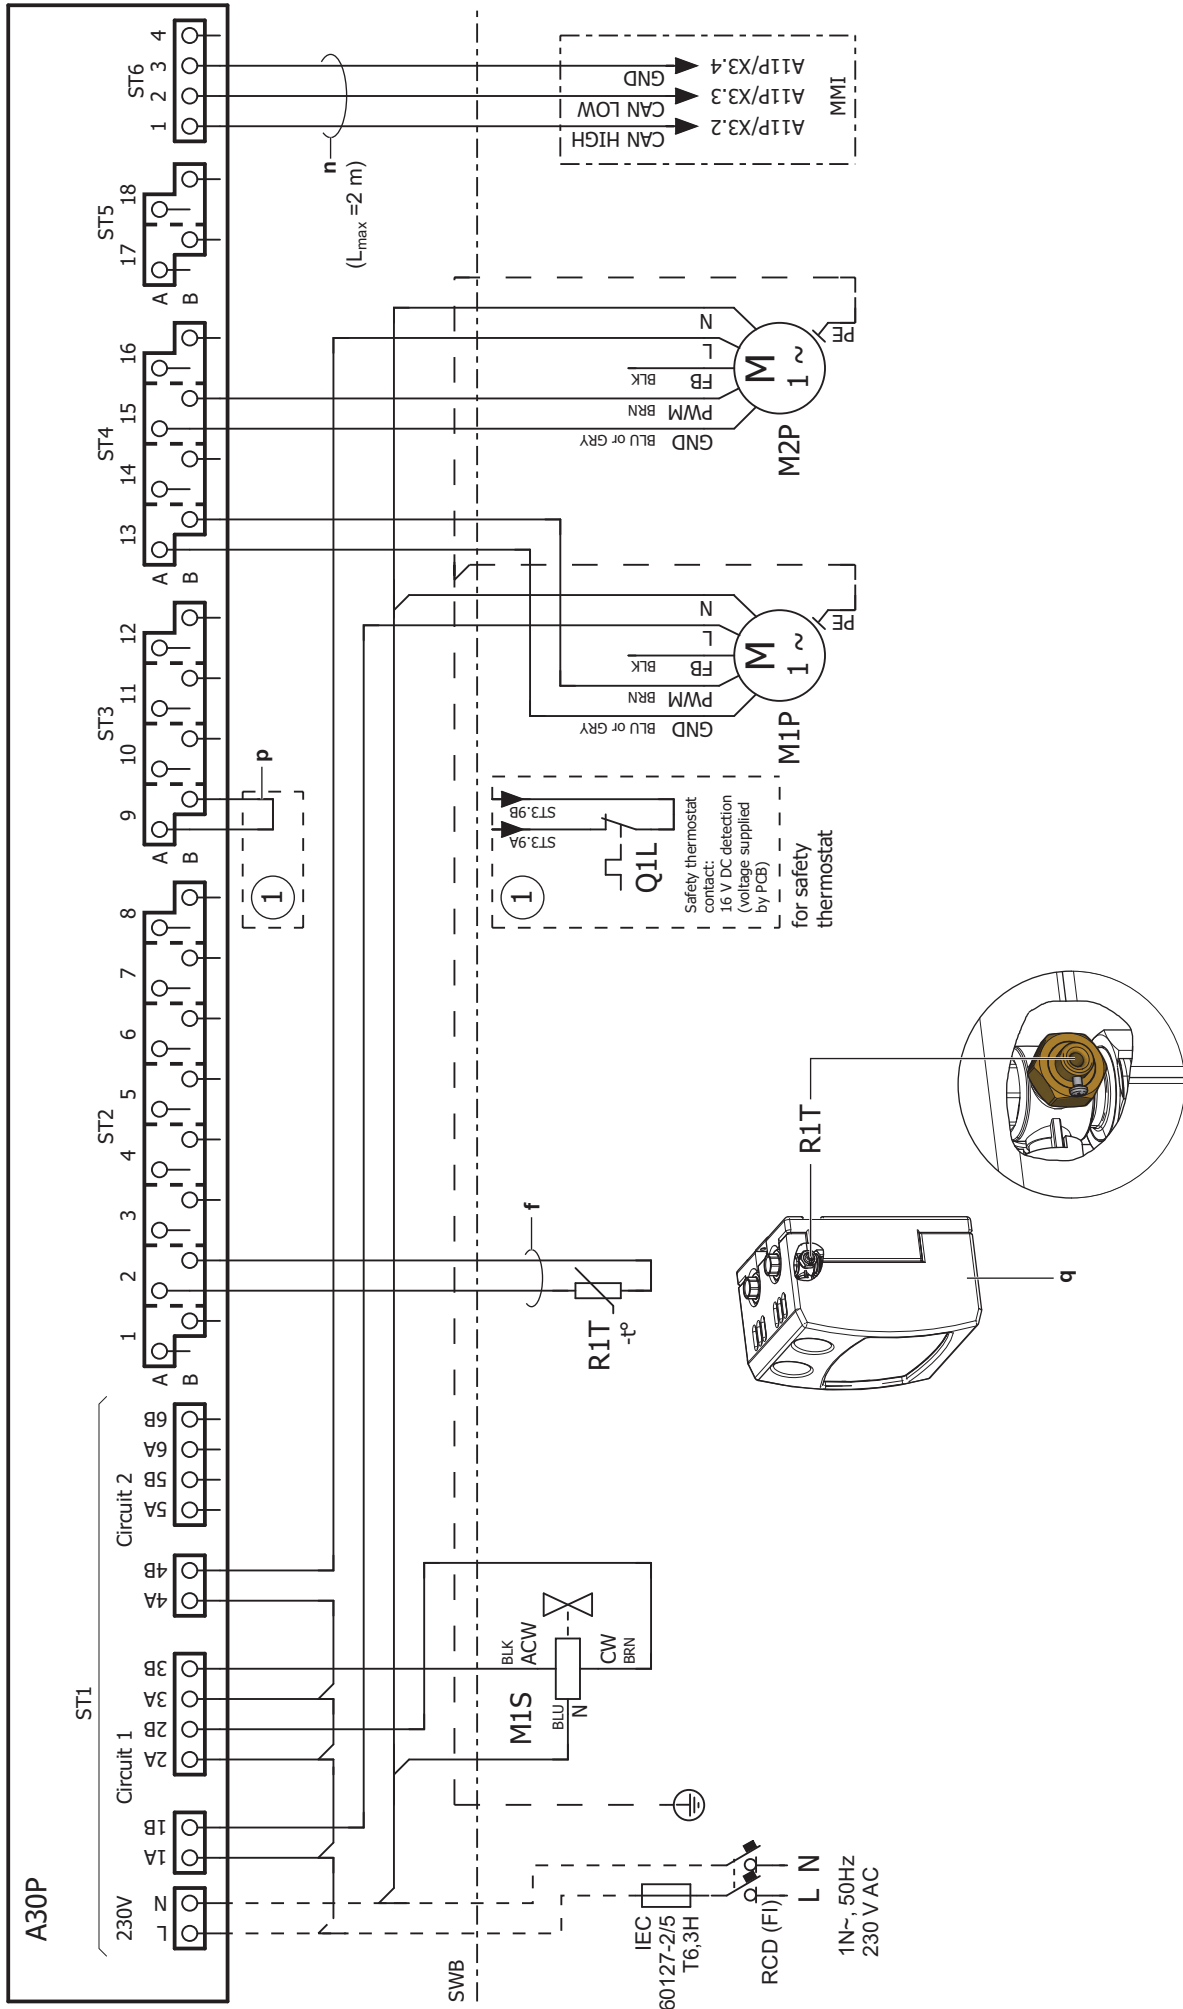 A30P
ST1
230V
L
N
1A
1B
Circuit 1
2A
2B
3A
3B
4A
4B
Circuit 2
5A
5B
6A
6B
ST2
A
B
1
2
3
4
5
6
7
8
ST3
A
B
9
10
11
12
ST4
A
B
13
14
15
16
ST5
A
B
17
18
ST6
1
2
3
4
n
(Lmax =2 m)
p
1
SWB
IEC
60127-2/5
T6,3H
RCD (FI)
L
N
1N~, 50Hz
230 V AC
M1S
BLU
N
BLK
ACW
CW
BRN
f
R1T
-t°
1
ST3.9A
ST3.9B
Q1L
Safety thermostat
contact:
16 V DC detection
(voltage supplied
by PCB)
for safety
thermostat
GND
BLU or GRY
PWM
BRN
FB
BLK
L
N
PE
M
1 ~
M1P
GND
BLU or GRY
PWM
BRN
FB
BLK
L
N
PE
M
1 ~
M2P
CAN HIGH
CAN LOW
GND
A11P/X3.2
A11P/X3.3
A11P/X3.4
MMI
R1T
q